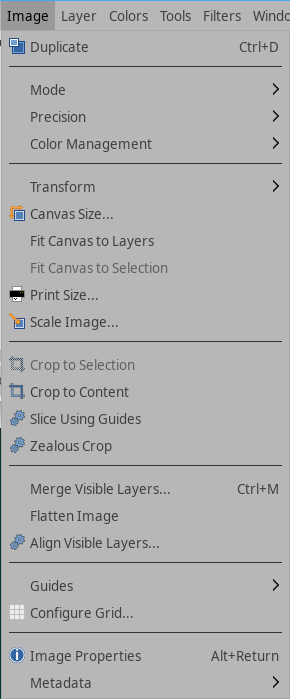 Image Layer Colors Tools Filters
Duplicate Ctrl+D
Mode
Precision
Color Management
Transform
Canvas Size...
Fit Canvas to Layers
Fit Canvas to Selection
Print Size...
Scale Image...
Crop to Selection
Crop to Content
Slice Using Guides
Zealous Crop
Merge Visible Layers... Ctrl+M
Flatten Image
Align Visible Layers...
Guides
Configure Grid...
Image Properties Alt+Return
Metadata